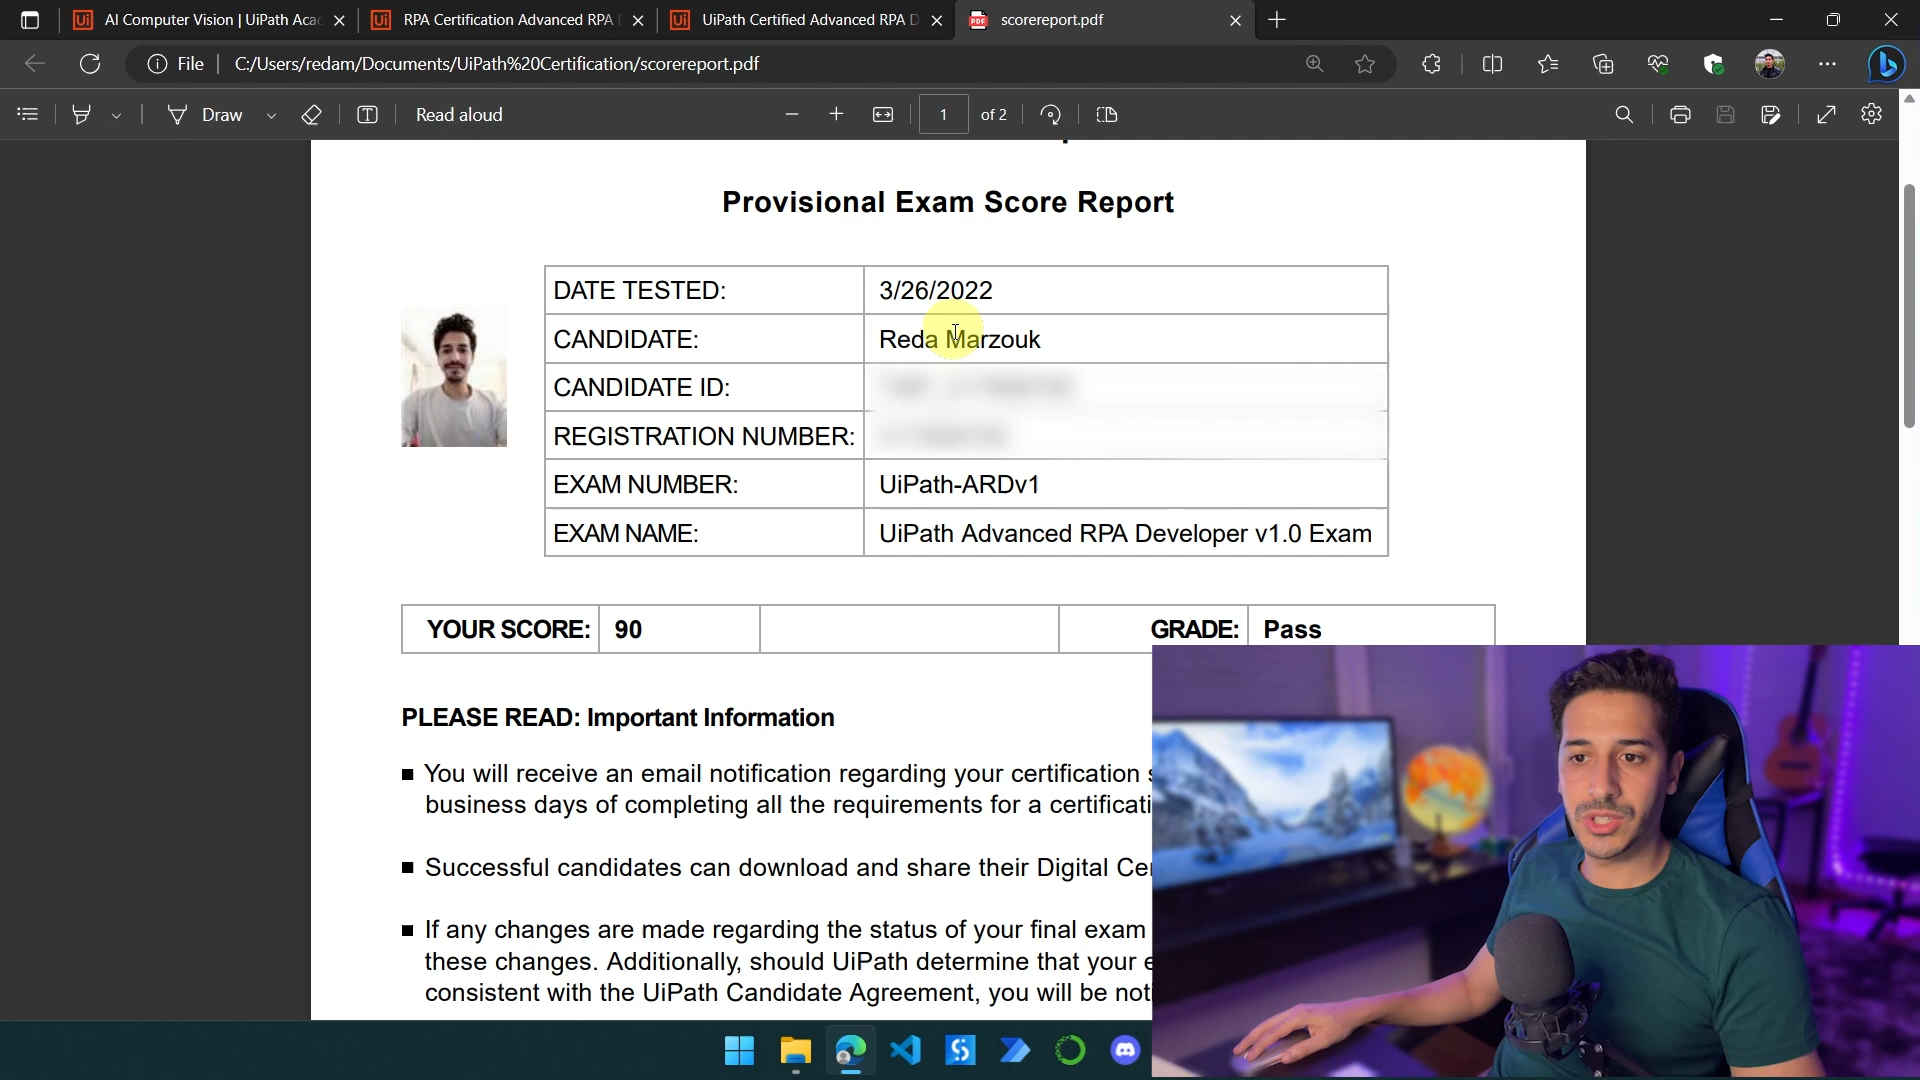 AI Computer Vision | UiPath Aca
RPA Certification Advanced RPA
UiPath Certified Advanced RPA D
scorereport.pdf
File
C:/Users/redam/Documents/UiPath%20Certification/scorereport.pdf
Draw
Read aloud
1
of 2
Provisional Exam Score Report
DATE TESTED: 3/26/2022
CANDIDATE: Reda Marzouk
CANDIDATE ID:
REGISTRATION NUMBER:
EXAM NUMBER: UiPath-ARDv1
EXAM NAME: UiPath Advanced RPA Developer v1.0 Exam
YOUR SCORE: 90 GRADE: Pass
PLEASE READ: Important Information
You will receive an email notification regarding your certification
business days of completing all the requirements for a certificati
Successful candidates can download and share their Digital Ce
If any changes are made regarding the status of your final exam
these changes. Additionally, should UiPath determine that your e
consistent with the UiPath Candidate Agreement, you will be noti